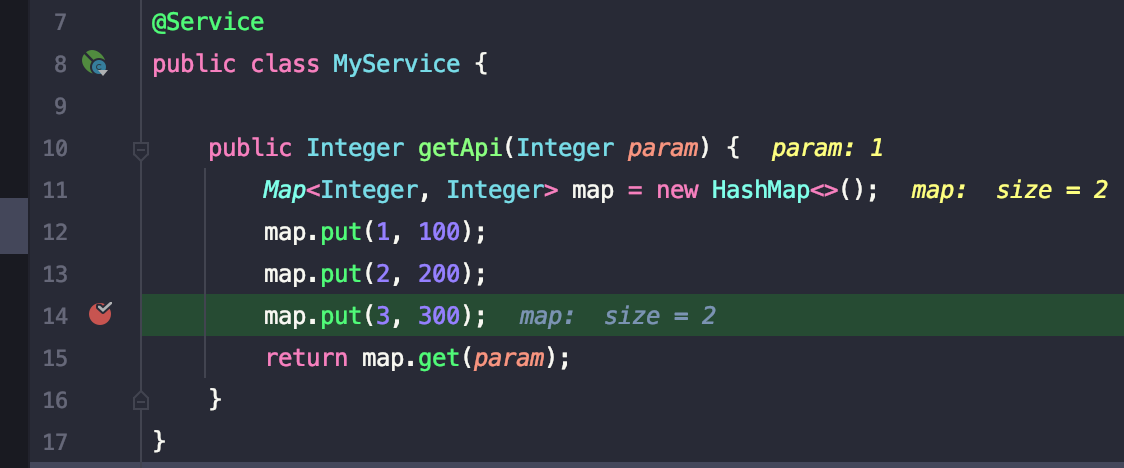 7 @Service
8 public class MyService {
9
10 public Integer getApi(Integer param) { param: 1
11 Map<Integer, Integer> map = new HashMap<>(); map: size = 2
12 map.put(1, 100);
13 map.put(2, 200);
14 map.put(3, 300); map: size = 2
15 return map.get(param);
16 }
17 }